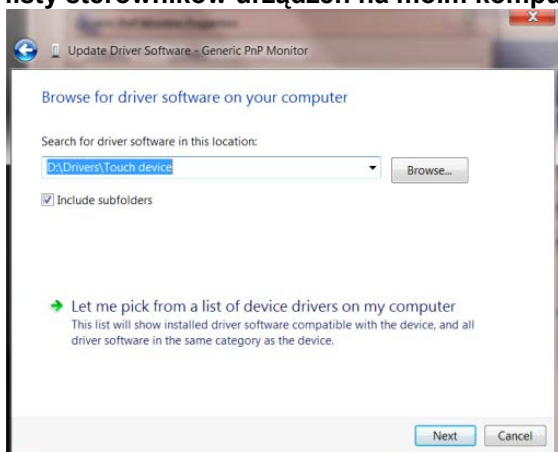 listy sterowników urządzeń na moim kompu
Update Driver Software - Generic PnP Monitor
Browse for driver software on your computer
Search for driver software in this location:
D:\Drivers\Touch device
Browse...
Include subfolders
Let me pick from a list of device drivers on my computer
This list will show installed driver software compatible with the device, and all
driver software in the same category as the device.
Next
Cancel